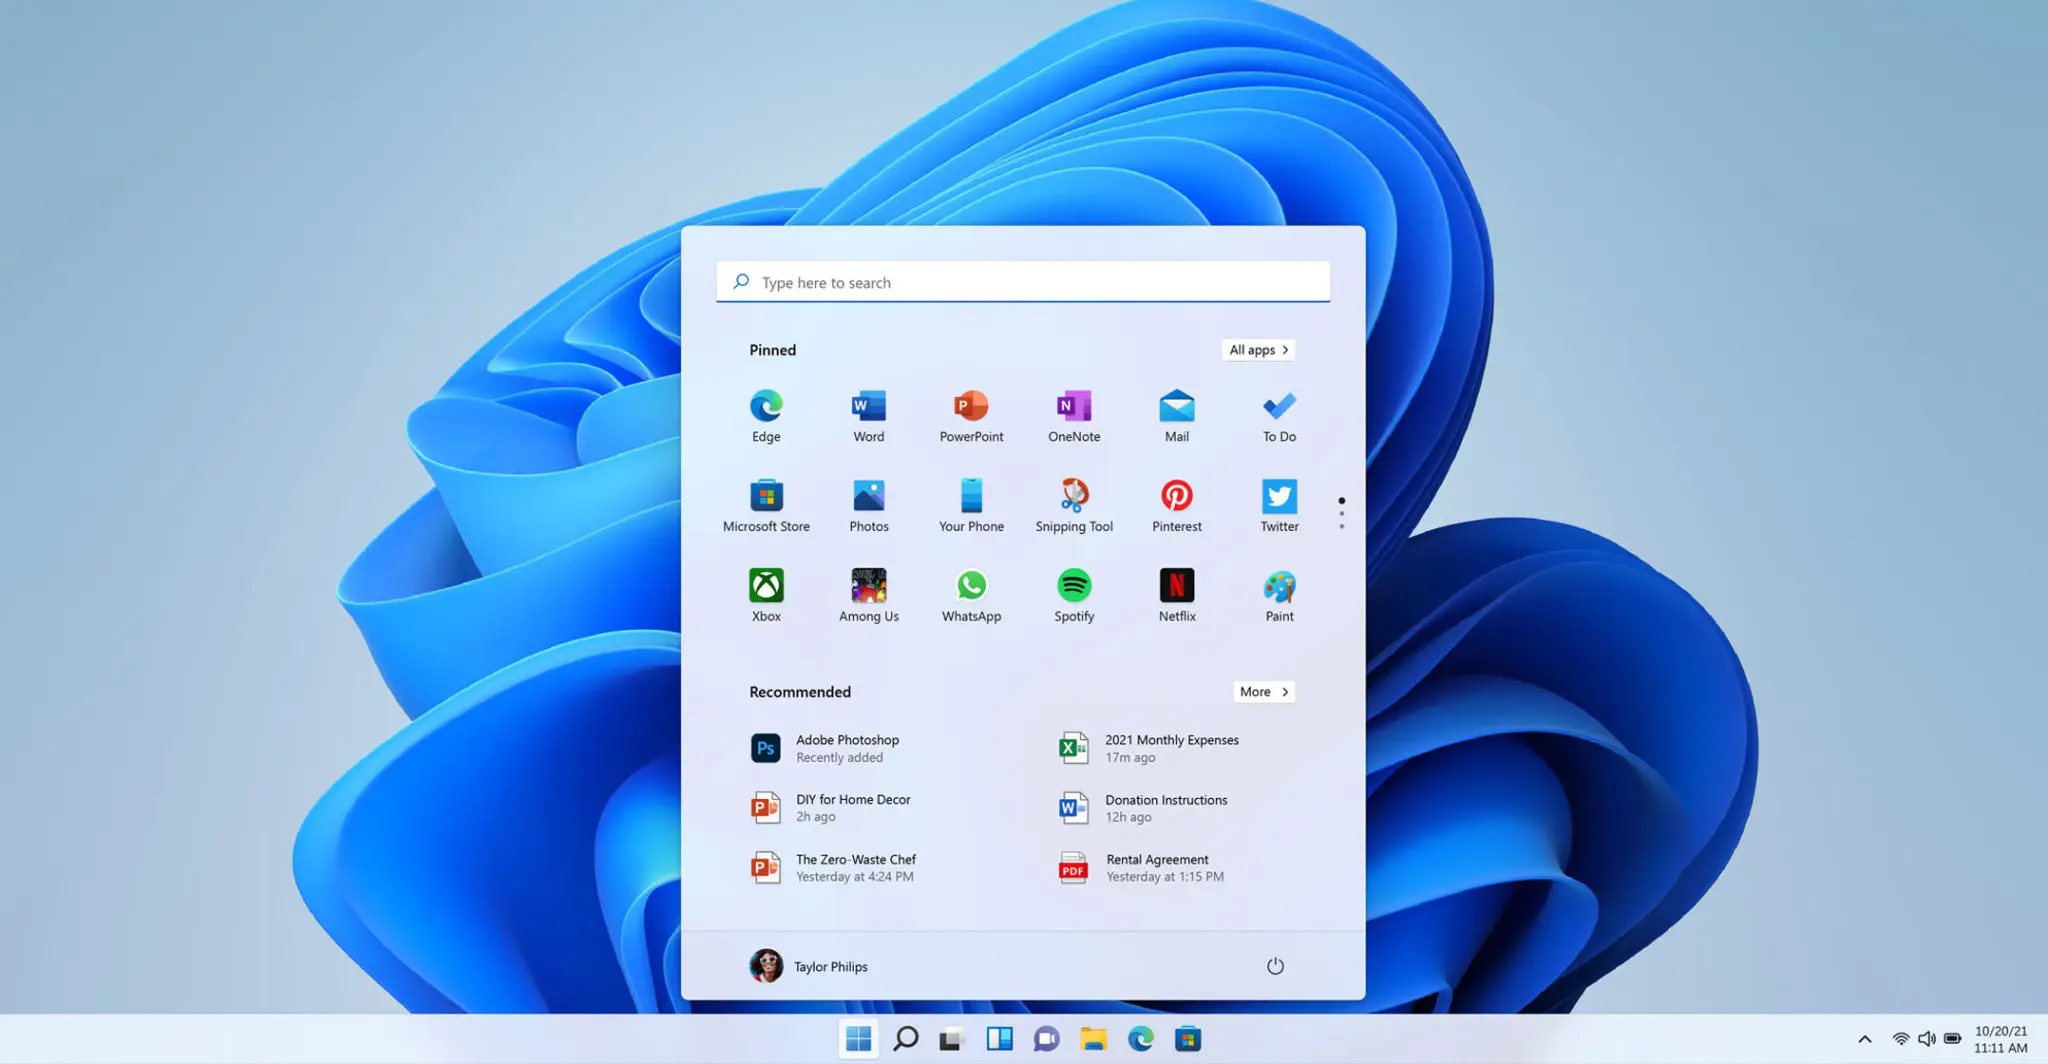 Type here to search
Pinned
All apps
Edge
Word
PowerPoint
OneNote
Mail
To Do
Microsoft Store
Photos
Your Phone
Snipping Tool
Pinterest
Twitter
Xbox
Among Us
WhatsApp
Spotify
Netflix
Paint
Recommended
More
Ps
Adobe Photoshop
Recently added
2021 Monthly Expenses
17m ago
DIY for Home Decor
2h ago
Donation Instructions
12h ago
The Zero-Waste Chef
Yesterday at 4:24 PM
PDF
Rental Agreement
Yesterday at 1:15 PM
Taylor Philips
10/20/21
11:11 AM